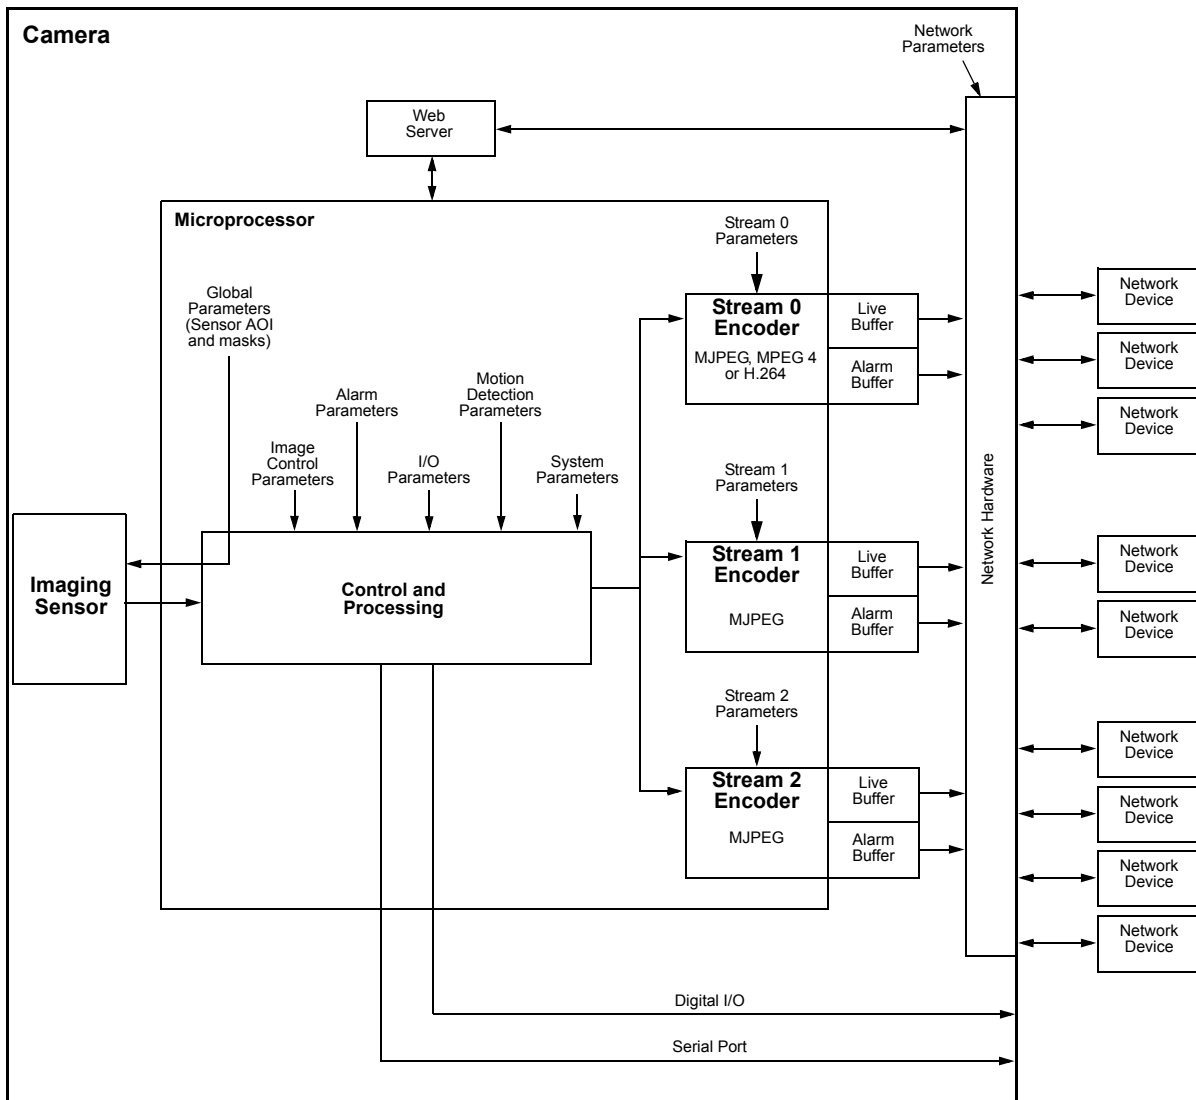 Camera
Network
Parameters
Web
Server
Microprocessor
Stream 0
Parameters
Global
Parameters
(Sensor AOI
and masks)
Stream 0
Encoder
MJPEG, MPEG 4
or H.264
Live
Buffer
Alarm
Buffer
Network
Device
Network
Device
Network
Device
Alarm
Parameters
Motion
Detection
Parameters
Image
Control
Parameters
I/O
Parameters
System
Parameters
Stream 1
Parameters
Network Hardware
Imaging
Sensor
Control and
Processing
Stream 1
Encoder
MJPEG
Live
Buffer
Alarm
Buffer
Network
Device
Network
Device
Stream 2
Parameters
Stream 2
Encoder
MJPEG
Live
Buffer
Alarm
Buffer
Network
Device
Network
Device
Network
Device
Network
Device
Digital I/O
Serial Port